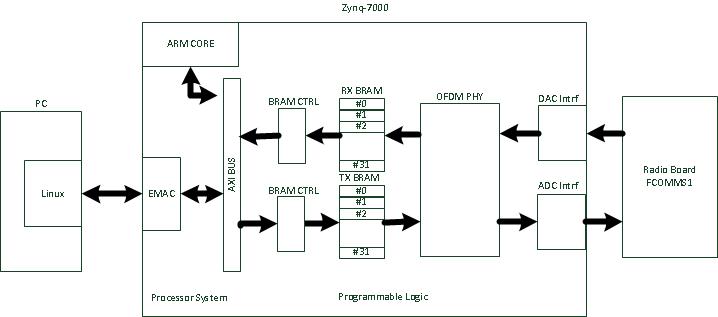 Zynq-7000
ARM CORE
PC
Linux
EMAC
AXI BUS
BRAM CTRL
RX BRAM
#0
#1
#2
#31
BRAM CTRL
TX BRAM
#0
#1
#2
#31
OFDM PHY
DAC Intrf
ADC Intrf
Radio Board
FCOMMS1
Processor System
Programmable Logic